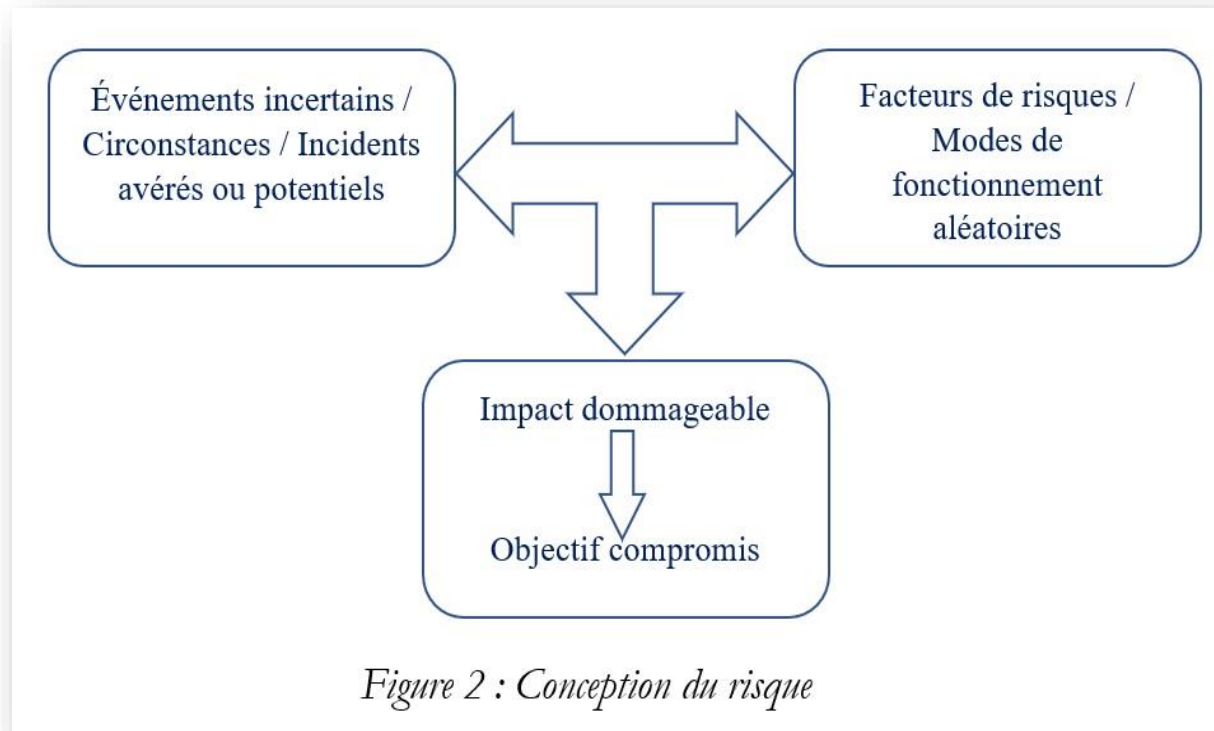 Événements incertains /
Circonstances / Incidents
avérés ou potentiels
Facteurs de risques /
Modes de
fonctionnement
aléatoires
Impact dommageable
Objectif compromis
Figure 2 : Conception du risque